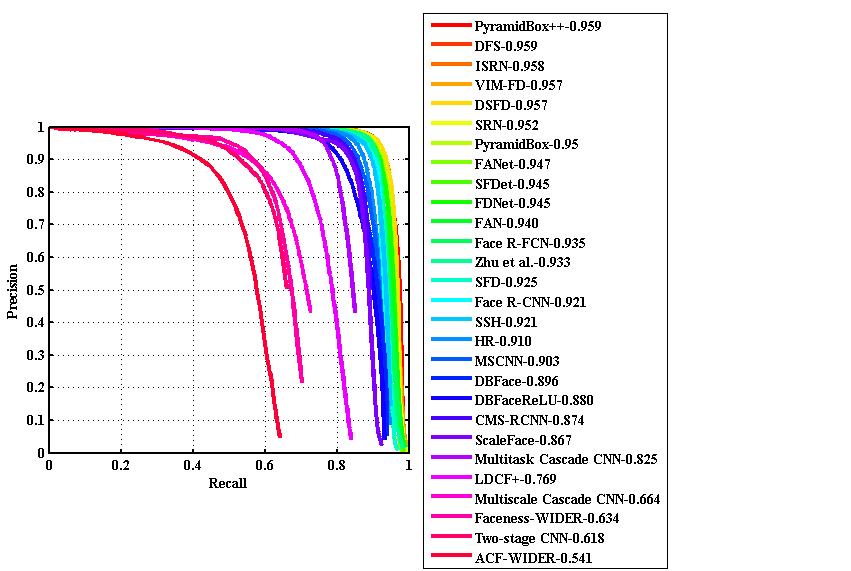 PyramidBox++-0.959
DFS-0.959
ISRN-0.958
VIM-FD-0.957
DSFD-0.957
SRN-0.952
PyramidBox-0.95
FANet-0.947
SFDet-0.945
FDNet-0.945
FAN-0.940
Face R-FCN-0.935
Zhu et al.-0.933
SFD-0.925
Face R-CNN-0.921
SSH-0.921
HR-0.910
MSCNN-0.903
DBFace-0.896
DBFaceReLU-0.880
CMS-RCNN-0.874
ScaleFace-0.867
Multitask Cascade CNN-0.825
LDCF+-0.769
Multiscale Cascade CNN-0.664
Faceness-WIDER-0.634
Two-stage CNN-0.618
ACF-WIDER-0.541
1
0.9
0.8
0.7
0.6
0.5
0.4
0.3
0.2
0.1
0
Precision
0 0.2 0.4 0.6 0.8 1
Recall